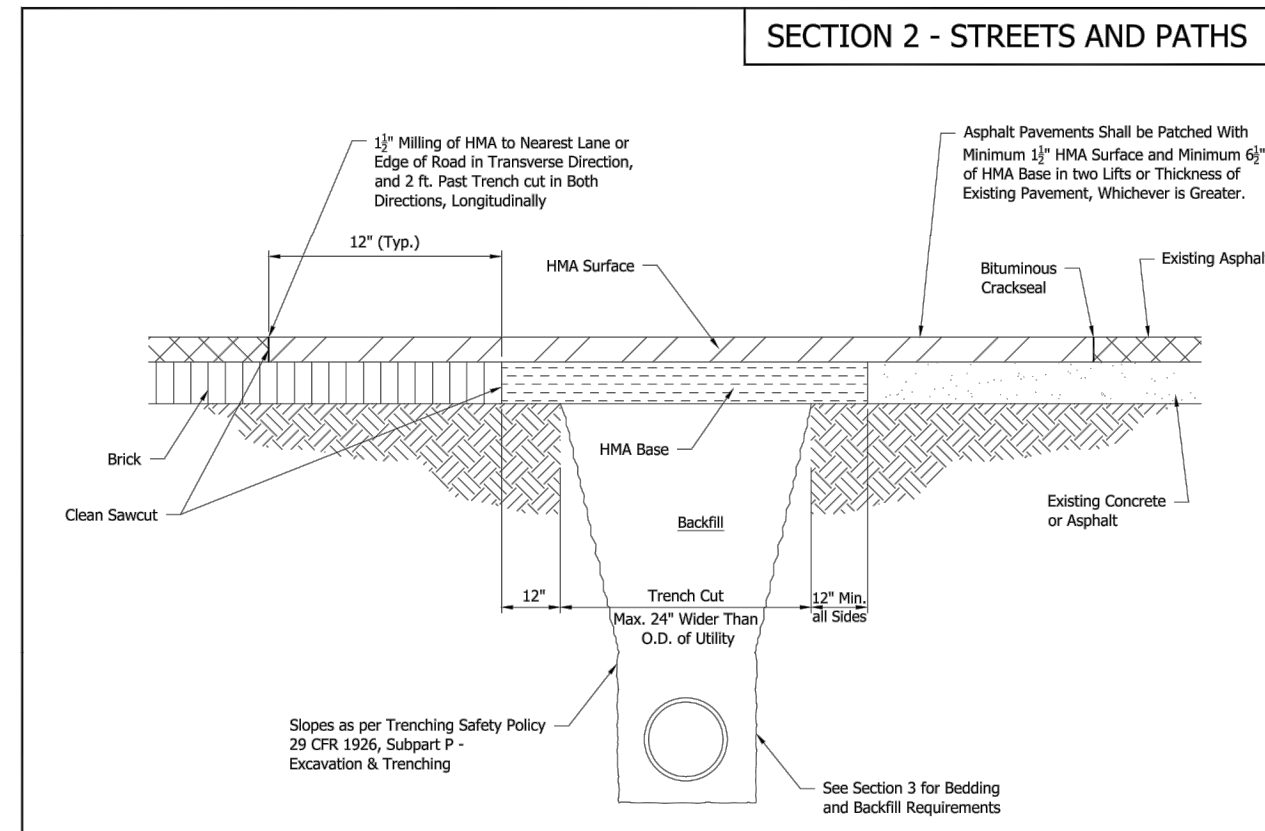 SECTION 2 - STREETS AND PATHS
1½" Milling of HMA to Nearest Lane or
Edge of Road in Transverse Direction,
and 2 ft. Past Trench cut in Both
Directions, Longitudinally
Asphalt Pavements Shall be Patched With
Minimum 1½" HMA Surface and Minimum 6½"
of HMA Base in two Lifts or Thickness of
Existing Pavement, Whichever is Greater.
12" (Typ.)
HMA Surface
Bituminous
Crackseal
Existing Asphal
Brick
HMA Base
Clean Sawcut
Existing Concrete
or Asphalt
Backfill
12"
Trench Cut
Max. 24" Wider Than
O.D. of Utility
12" Min.
all Sides
Slopes as per Trenching Safety Policy
29 CFR 1926, Subpart P -
Excavation & Trenching
See Section 3 for Bedding
and Backfill Requirements